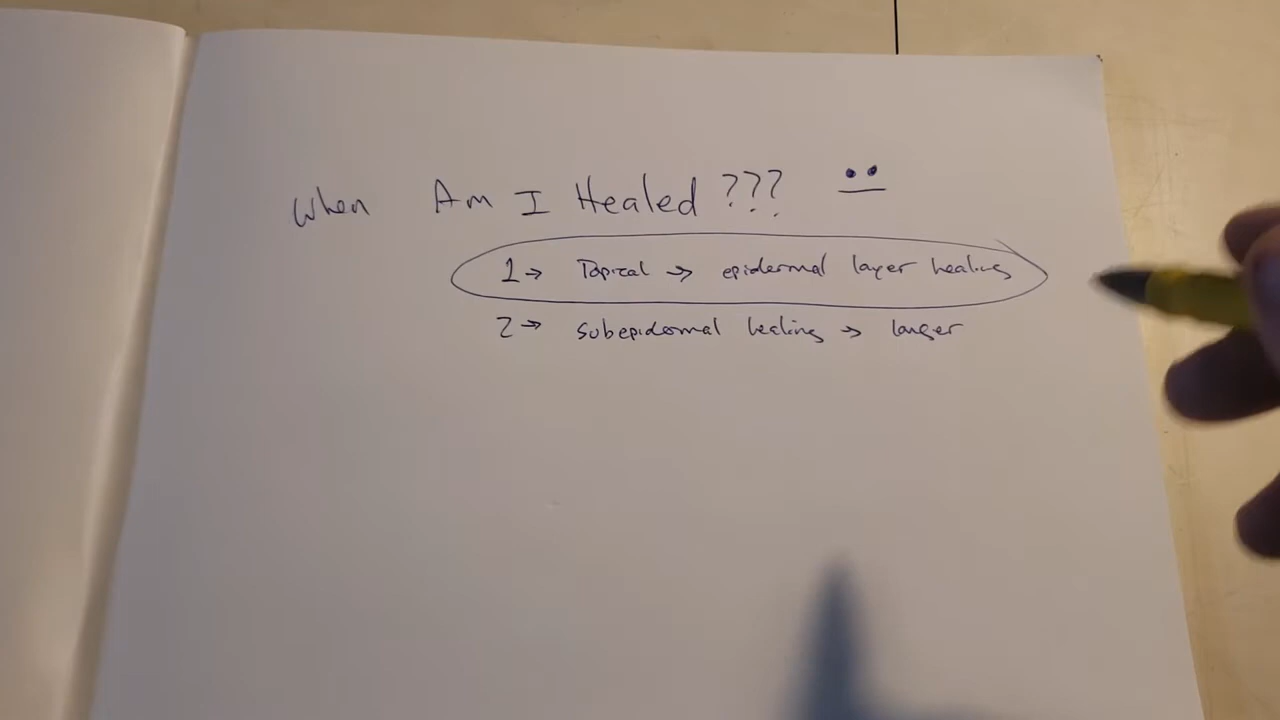 When Am I Healed ???
1→ Topical → epidermal layer healing
2→ subepidermal healing → longer